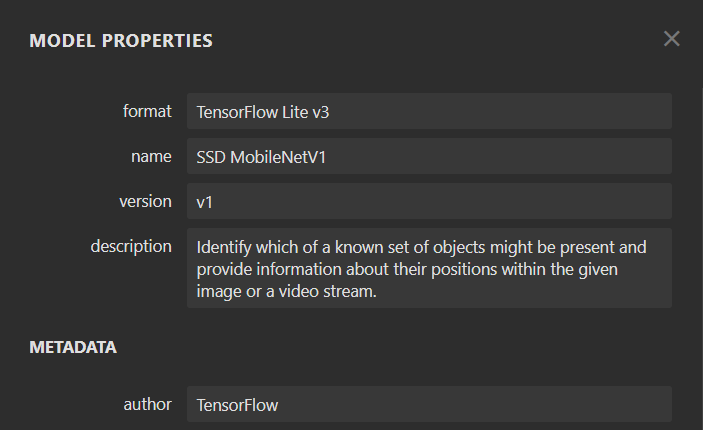 MODEL PROPERTIES
format TensorFlow Lite v3
name SSD MobileNetV1
version v1
description Identify which of a known set of objects might be present and
provide information about their positions within the given
image or a video stream.
METADATA
author TensorFlow